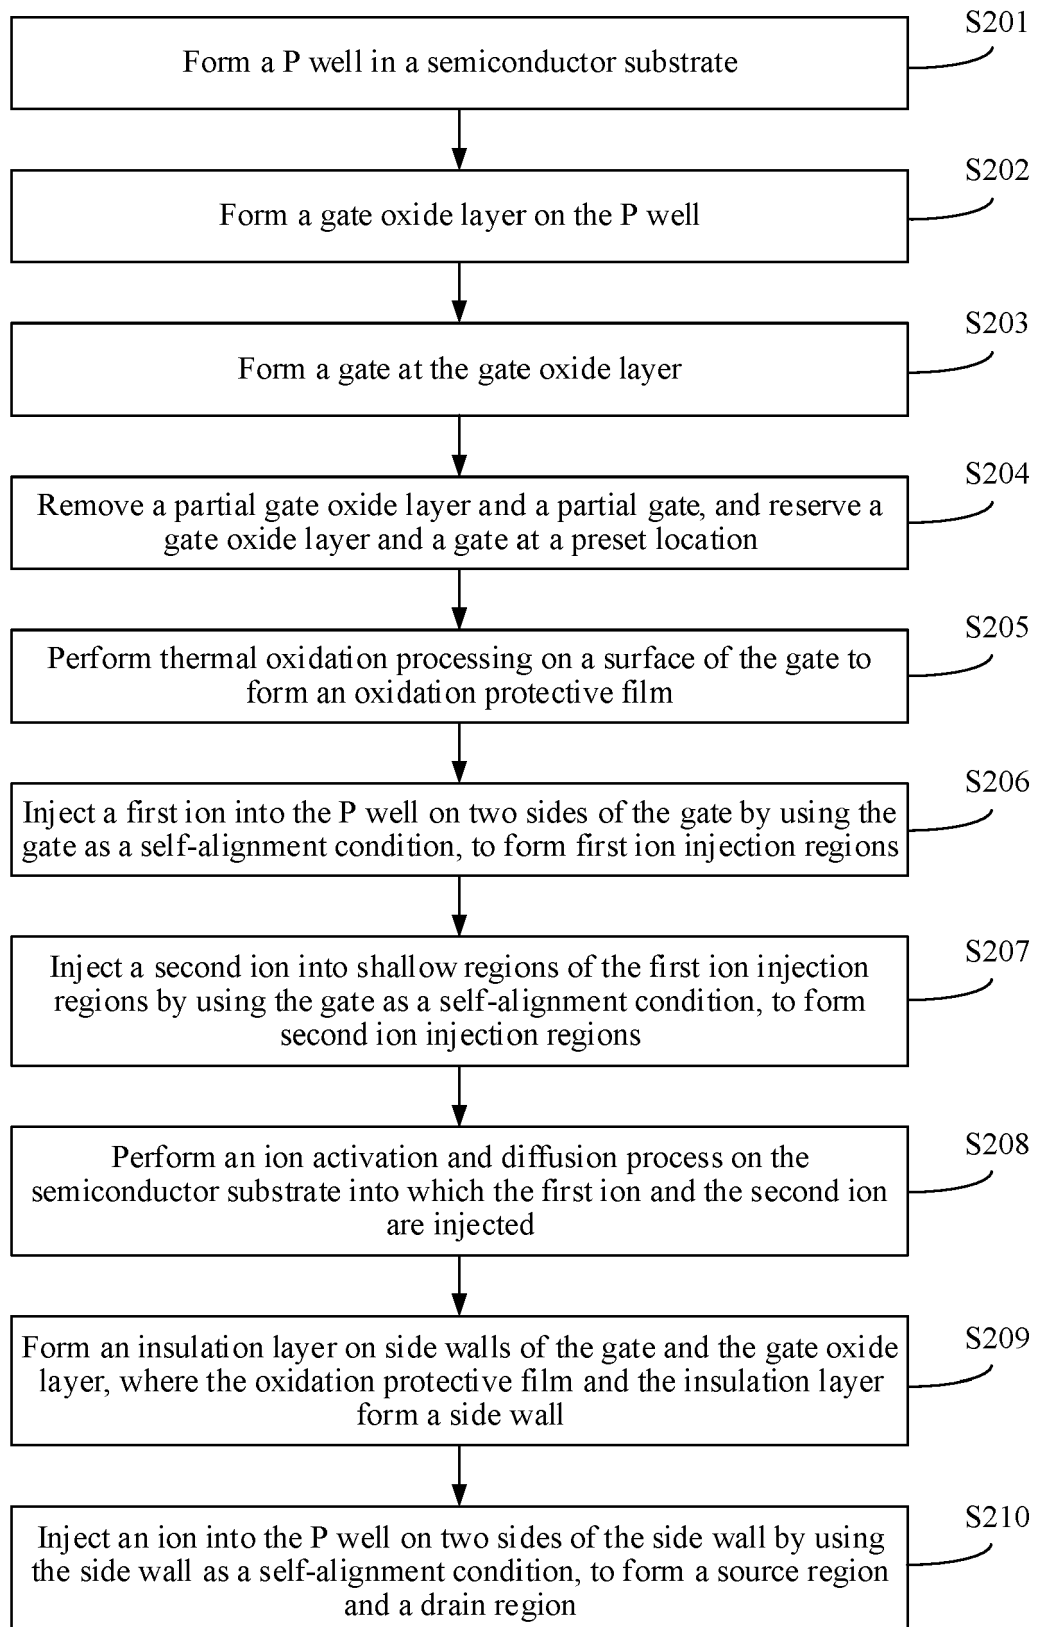 S201
Form a P well in a semiconductor substrate
S202
Form a gate oxide layer on the P well
S203
Form a gate at the gate oxide layer
S204
Remove a partial gate oxide layer and a partial gate, and reserve a
gate oxide layer and a gate at a preset location
S205
Perform thermal oxidation processing on a surface of the gate to
form an oxidation protective film
S206
Inject a first ion into the P well on two sides of the gate by using the
gate as a self-alignment condition, to form first ion injection regions
S207
Inject a second ion into shallow regions of the first ion injection
regions by using the gate as a self-alignment condition, to form
second ion injection regions
S208
Perform an ion activation and diffusion process on the
semiconductor substrate into which the first ion and the second ion
are injected
S209
Form an insulation layer on side walls of the gate and the gate oxide
layer, where the oxidation protective film and the insulation layer
form a side wall
S210
Inject an ion into the P well on two sides of the side wall by using
the side wall as a self-alignment condition, to form a source region
and a drain region